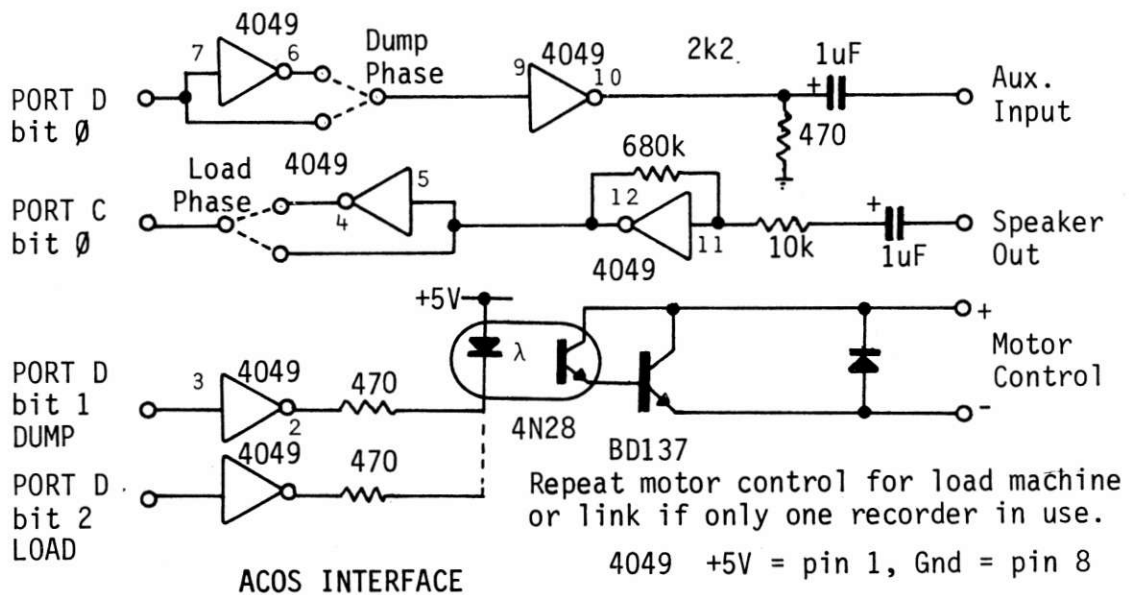 4049
7
6
Dump
Phase
4049
9
10
2k2
1uF
+
PORT D
bit Ø
Aux.
Input
470
Load
Phase
4049
5
4
680k
12
11
4049
10k
+
1uF
PORT C
bit Ø
Speaker
Out
+5V
λ
4N28
BD137
+
Motor
Control
-
PORT D
bit 1
DUMP
3
4049
2
470
PORT D
bit 2
LOAD
4049
470
Repeat motor control for load machine
or link if only one recorder in use.
4049 +5V = pin 1, Gnd = pin 8
ACOS INTERFACE